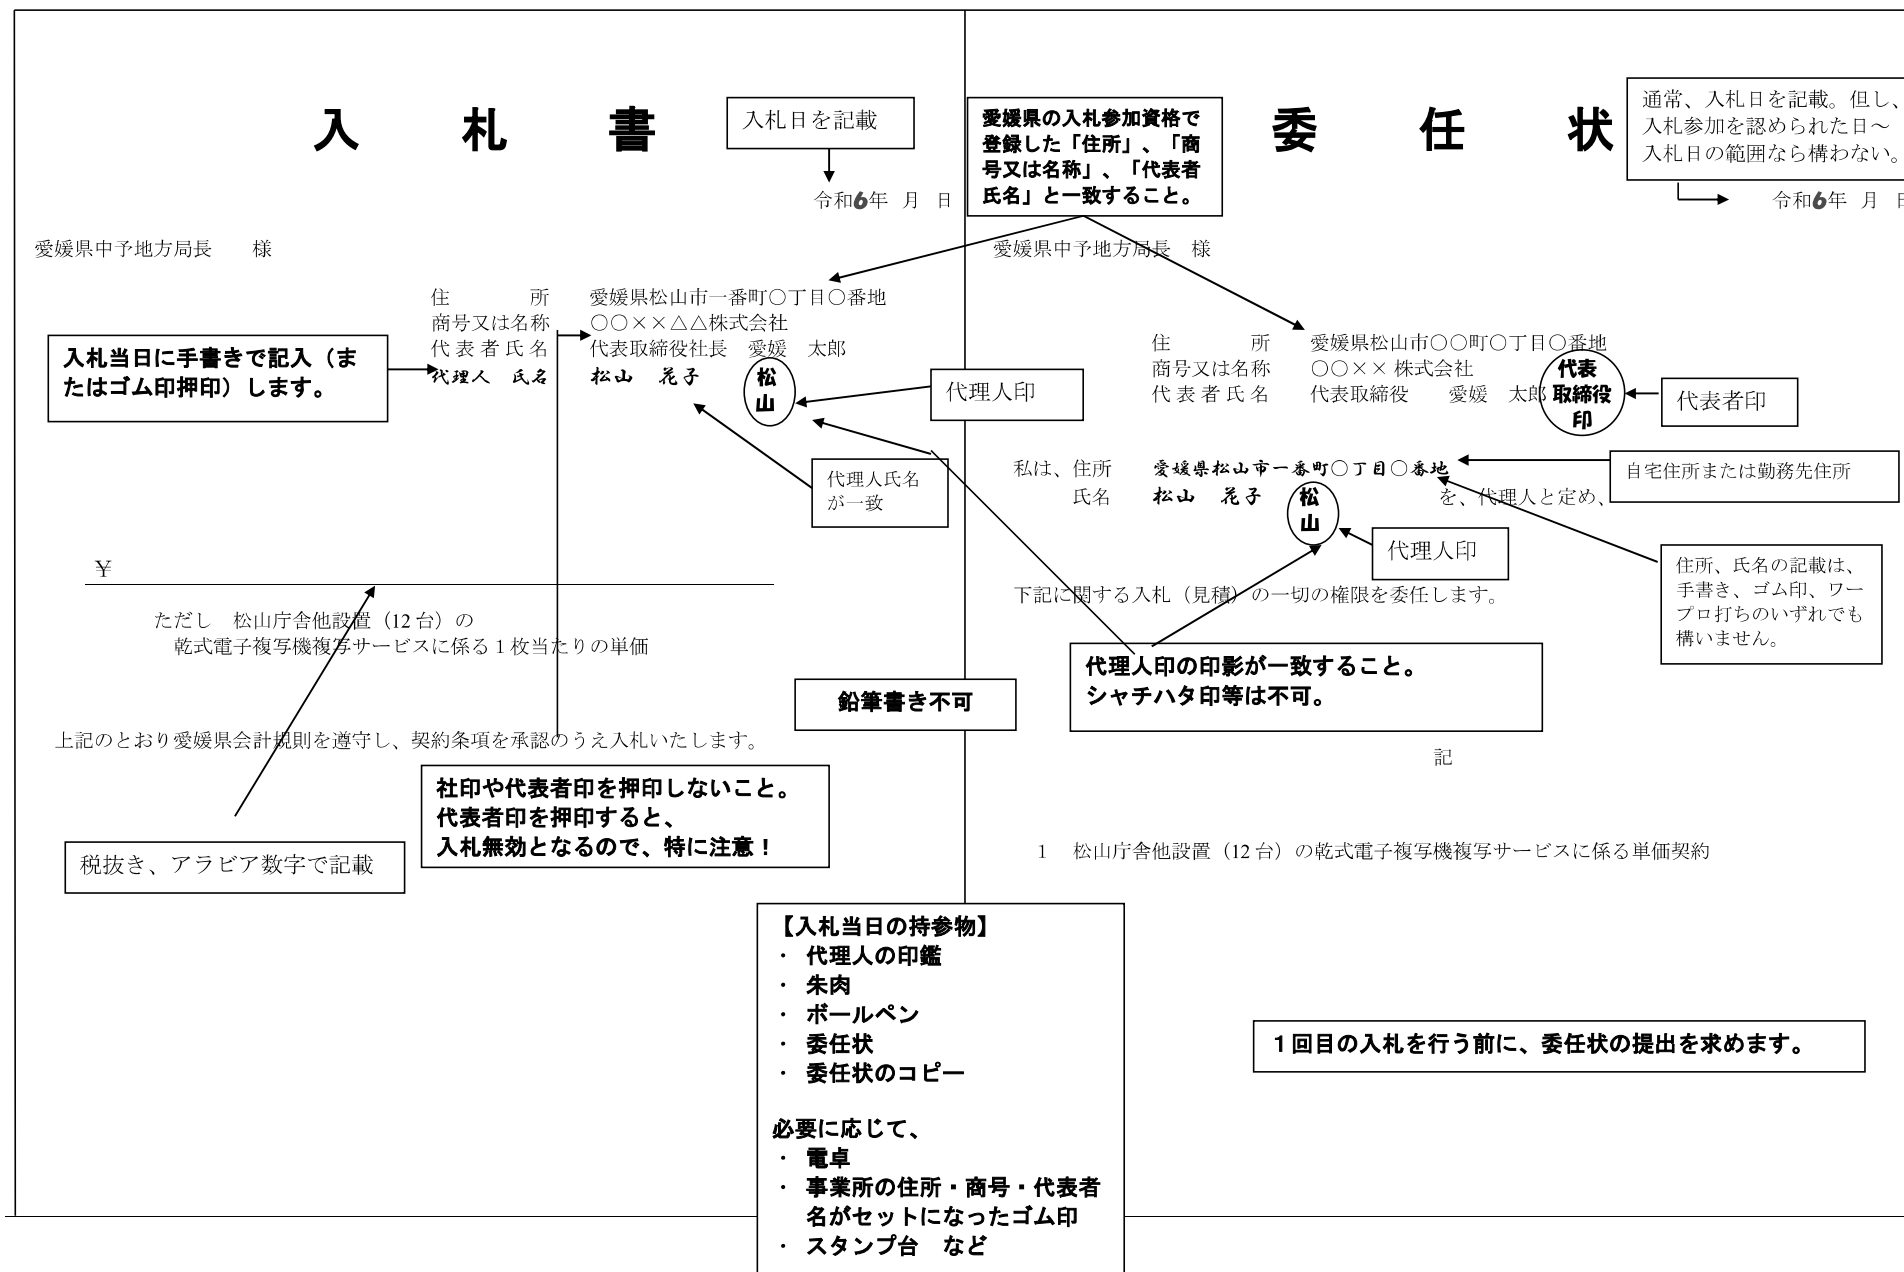 入　札　書
入札日を記載
令和6年 月 日
愛媛県中予地方局長　様
住　　　所　愛媛県松山市一番町〇丁目〇番地
商号又は名称　〇〇××△△株式会社
代表者氏名　代表取締役社長　愛媛　太郎
代理人　氏名　松山　花子
松
山
入札当日に手書きで記入（ま
たはゴム印押印）します。
代理人印
代理人氏名
が一致
￥
ただし　松山庁舎他設置（12台）の
乾式電子複写機複写サービスに係る１枚当たりの単価
上記のとおり愛媛県会計規則を遵守し、契約条項を承認のうえ入札いたします。
税抜き、アラビア数字で記載
社印や代表者印を押印しないこと。
代表者印を押印すると、
入札無効となるので、特に注意！
愛媛県の入札参加資格で
登録した「住所」、「商
号又は名称」、「代表者
氏名」と一致すること。
鉛筆書き不可
【入札当日の持参物】
・ 代理人の印鑑
・ 朱肉
・ ボールペン
・ 委任状
・ 委任状のコピー
必要に応じて、
・ 電卓
・ 事業所の住所・商号・代表者
名がセットになったゴム印
・ スタンプ台　など
委　任　状
通常、入札日を記載。但し、
入札参加を認められた日～
入札日の範囲なら構わない。
令和6年 月 日
愛媛県中予地方局長　様
住　　　所　愛媛県松山市〇〇町〇丁目〇番地
商号又は名称　〇〇×× 株式会社
代表者氏名　代表取締役　愛媛　太郎
代表
取締役
印
代表者印
私は、住所　愛媛県松山市一番町〇丁目〇番地
氏名　松山　花子　を、代理人と定め、
松
山
自宅住所または勤務先住所
代理人印
住所、氏名の記載は、
手書き、ゴム印、ワー
プロ打ちのいずれでも
構いません。
下記に関する入札（見積）の一切の権限を委任します。
代理人印の印影が一致すること。
シャチハタ印等は不可。
記
1　松山庁舎他設置（12台）の乾式電子複写機複写サービスに係る単価契約
１回目の入札を行う前に、委任状の提出を求めます。